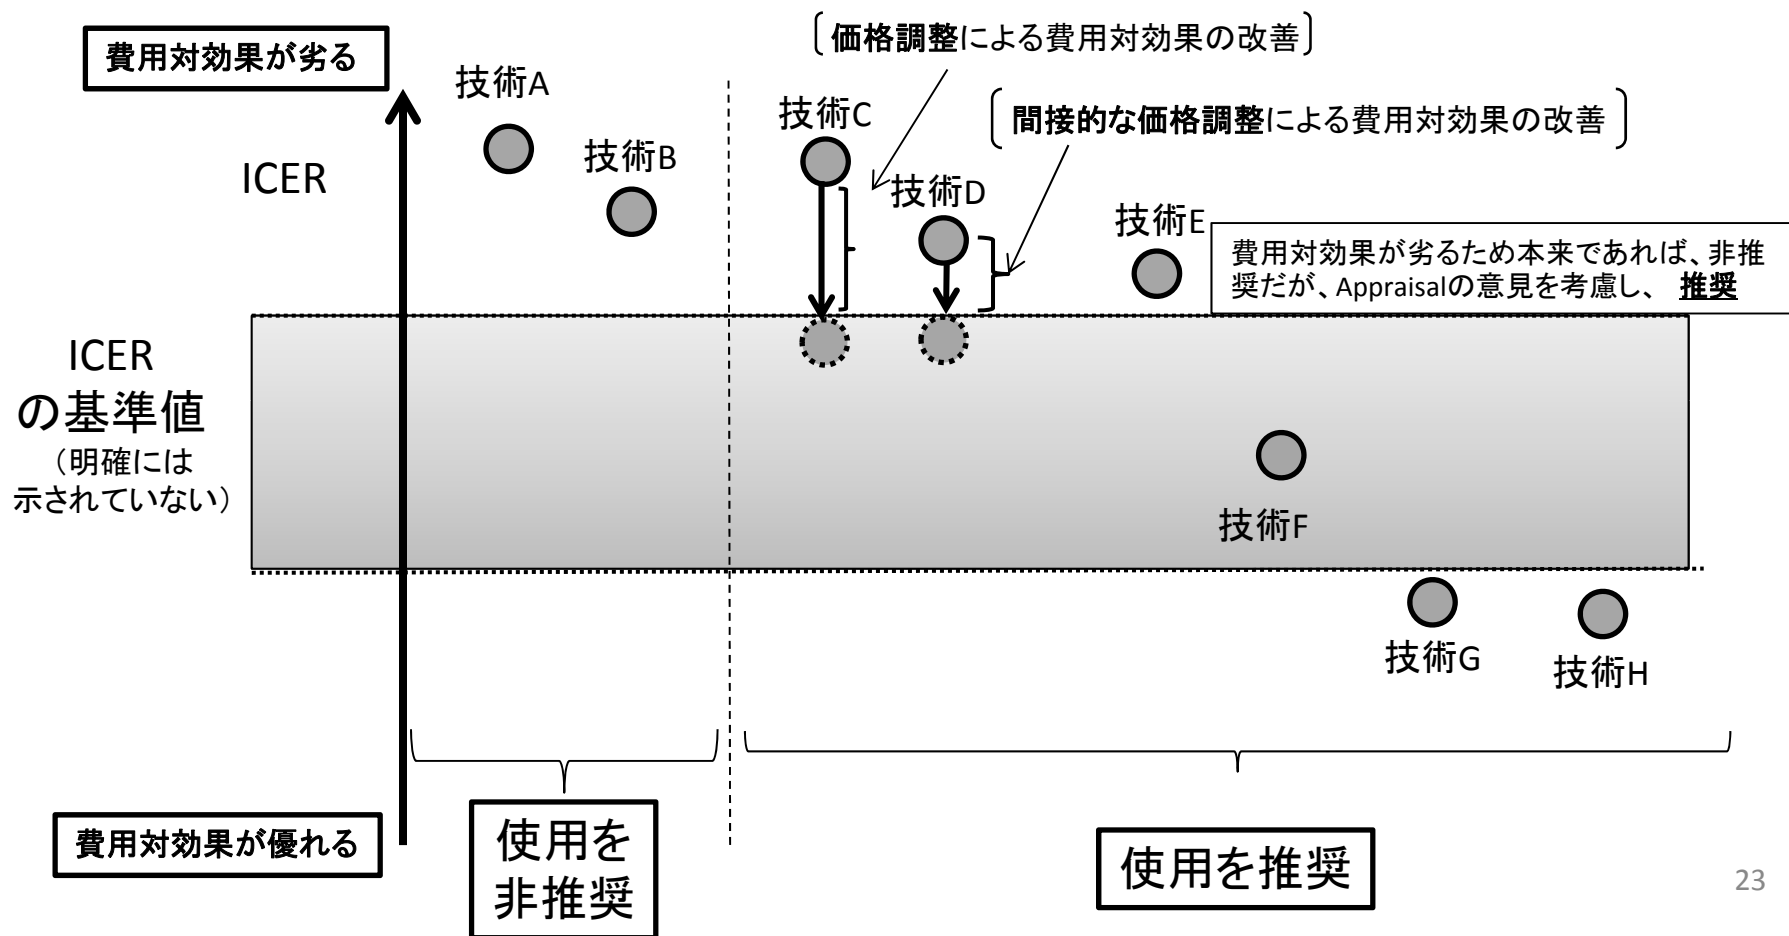 費用対効果が劣る
〔価格調整による費用対効果の改善〕
技術A
技術C
〔間接的な価格調整による費用対効果の改善〕
技術B
ICER
技術D
技術E
費用対効果が劣るため本来であれば、非推
奨だが、Appraisalの意見を考慮し、 推奨
ICER
の基準値
（明確には
示されていない）
技術F
技術G
技術H
費用対効果が優れる
使用を
非推奨
使用を推奨
23